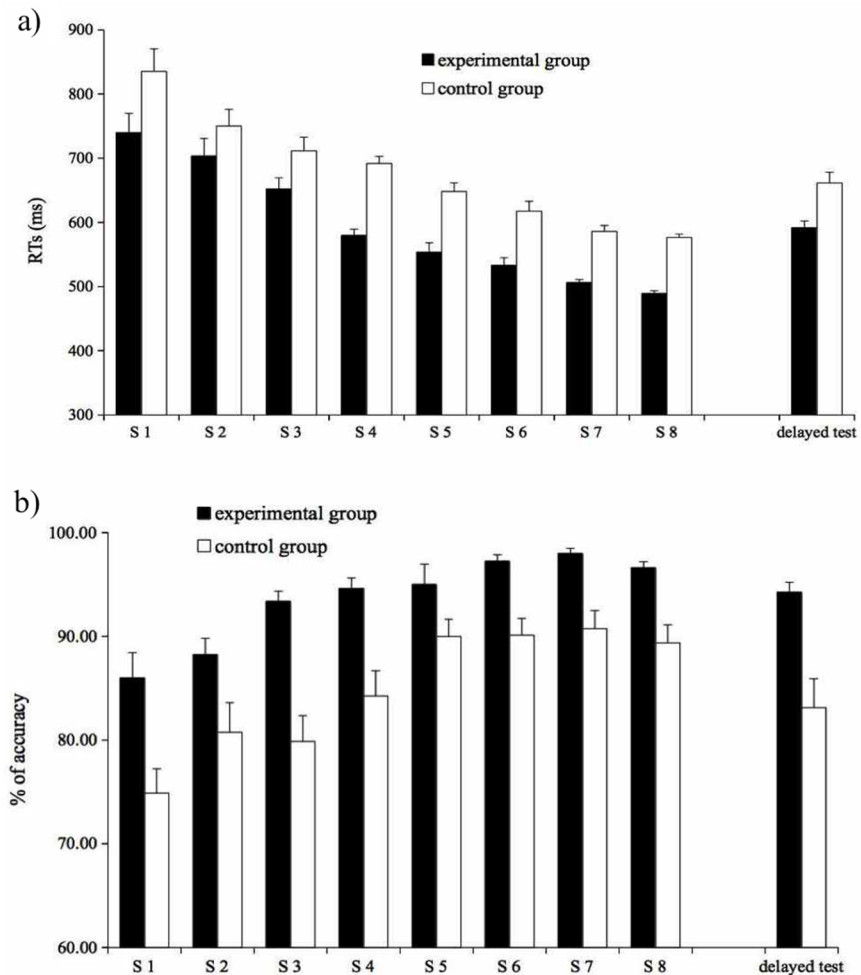 a)
900
800
700
600
500
400
300
RTs (ms)
experimental group
control group
S 1 S 2 S 3 S 4 S 5 S 6 S 7 S 8 delayed test
b)
100.00
90.00
80.00
70.00
60.00
% of accuracy
experimental group
control group
S 1 S 2 S 3 S 4 S 5 S 6 S 7 S 8 delayed test